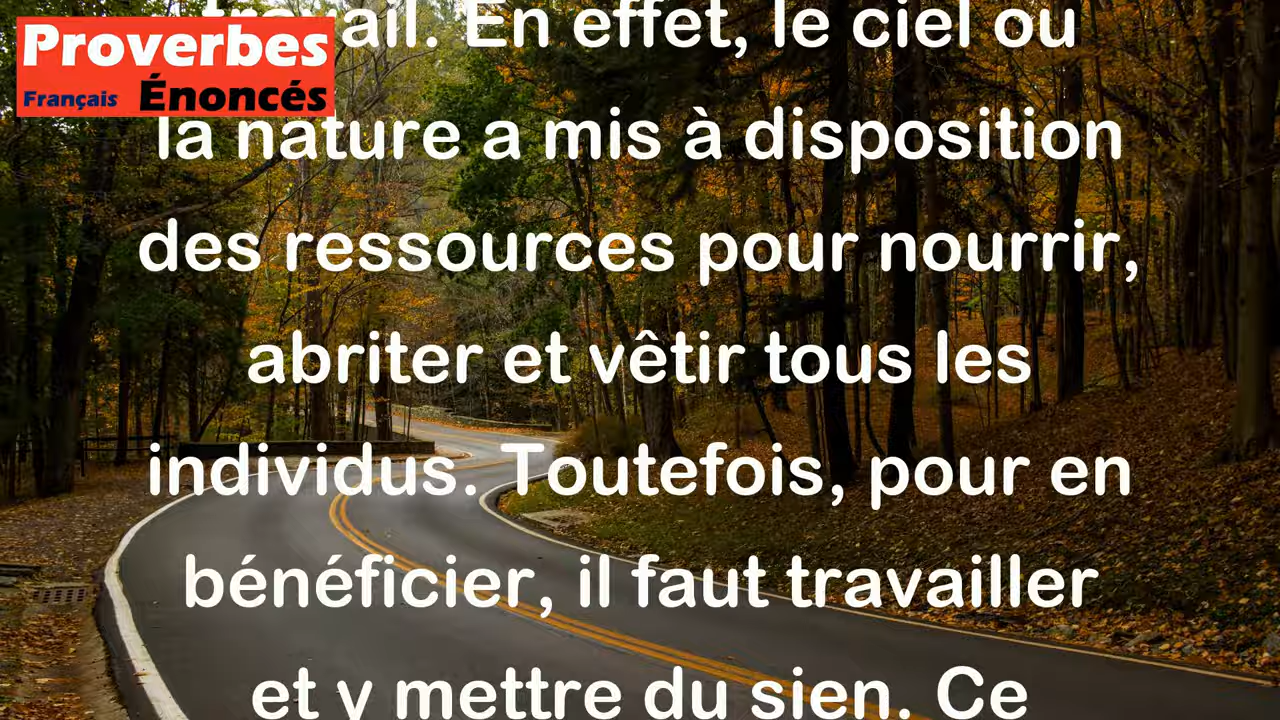 Proverbes
Français Énoncés
travail. En effet, le ciel ou
la nature a mis à disposition
des ressources pour nourrir,
abriter et vêtir tous les
individus. Toutefois, pour en
bénéficier, il faut travailler
et y mettre du sien. Ce